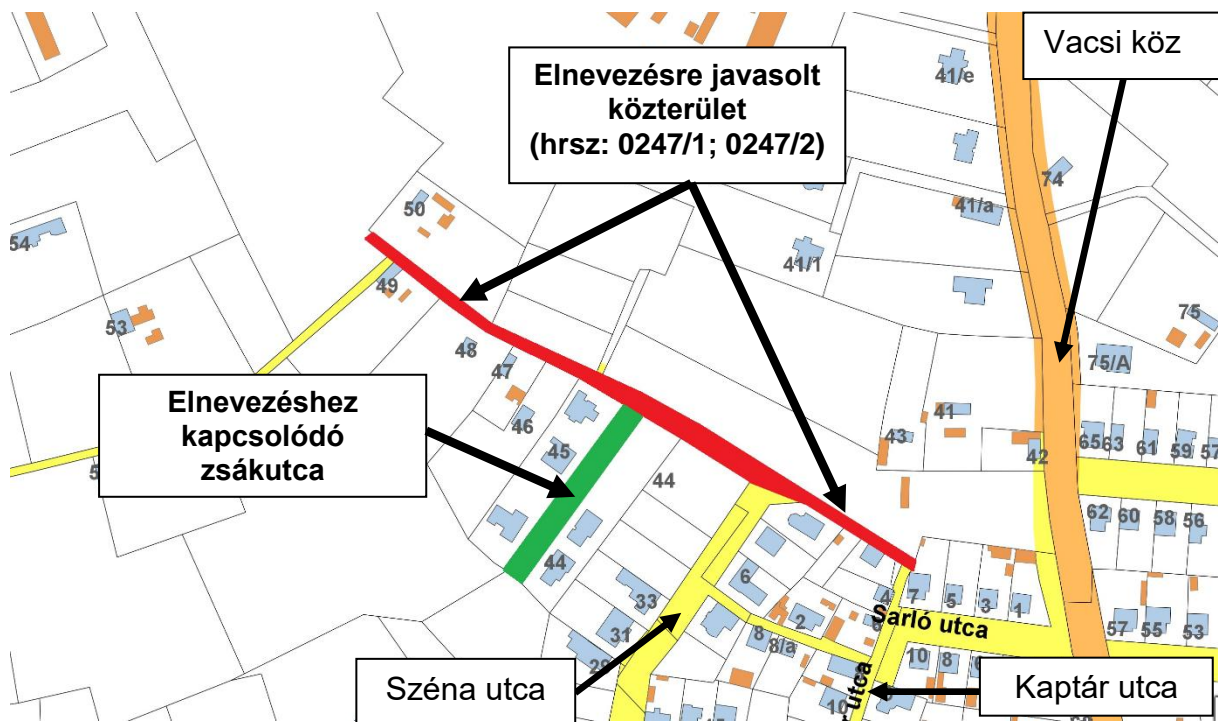 Vacsi köz
Elnevezésre javasolt
közterület
(hrsz: 0247/1; 0247/2)
41/e
74
41/a
50
54
41/1
49
53
75
48
47
75/A
Elnevezéshez
kapcsolódó
zsákutca
46
41
43
42
65 63 61 59 57
45
44
62 60 58 56
44
6
33
4 7 5 3 1
Sarló utca
31
8 8/a 2
57 55 53
29
10 8
Széna utca
utca
Kaptár utca
10